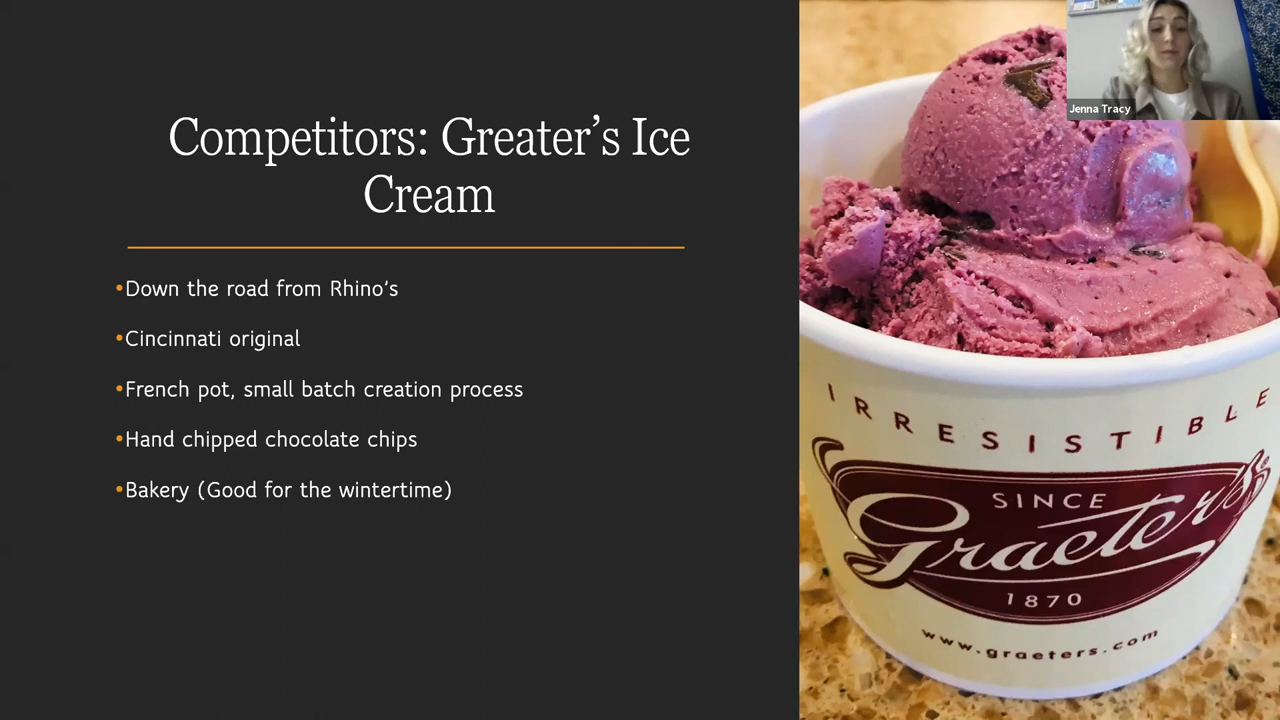 Competitors: Greater's Ice
Cream
•Down the road from Rhino's
•Cincinnati original
•French pot, small batch creation process
•Hand chipped chocolate chips
•Bakery (Good for the wintertime)
Jenna Tracy
IRRESISTIBLE
SINCE
Graeter's
1870
www.graeters.com